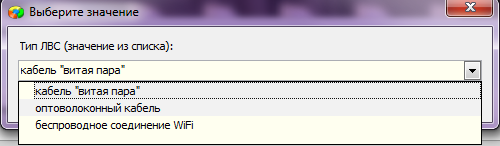 Выберите значение
Тип ЛВС (значение из списка):
кабель "витая пара"
кабель "витая пара"
оптоволоконный кабель
беспроводное соединение WiFi